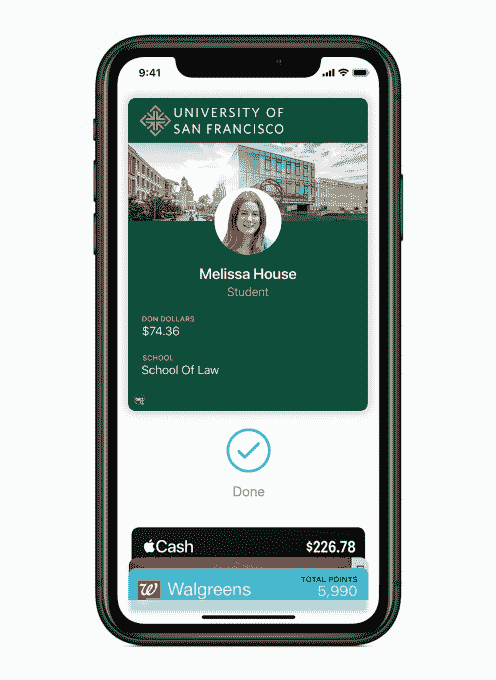 9:41
UNIVERSITY OF
SAN FRANCISCO
Melissa House
Student
DON DOLLARS
$74.36
SCHOOL
School Of Law
Done
Cash
$226.78
Walgreens
TOTAL POINTS
5,990